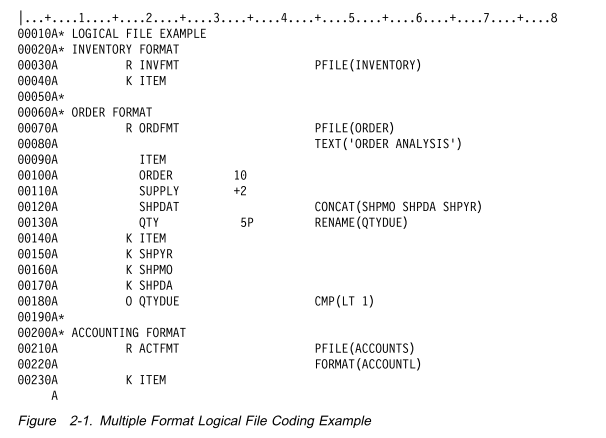 |...+....1....+....2....+....3....+....4....+....5....+....6....+....7....+....8
00010A* LOGICAL FILE EXAMPLE
00020A* INVENTORY FORMAT
00030A          R INVFMT                    PFILE(INVENTORY)
00040A          K ITEM
00050A*
00060A* ORDER FORMAT
00070A          R ORDFMT                    PFILE(ORDER)
00080A                                      TEXT('ORDER ANALYSIS')
00090A            ITEM
00100A            ORDER         10
00110A            SUPPLY        +2
00120A            SHPDAT                    CONCAT(SHPMO SHPDA SHPYR)
00130A            QTY            5P         RENAME(QTYDUE)
00140A          K ITEM
00150A          K SHPYR
00160A          K SHPMO
00170A          K SHPDA
00180A          O QTYDUE                    CMP(LT 1)
00190A*
00200A* ACCOUNTING FORMAT
00210A          R ACTFMT                    PFILE(ACCOUNTS)
00220A                                      FORMAT(ACCOUNTL)
00230A          K ITEM
     A
Figure 2-1. Multiple Format Logical File Coding Example